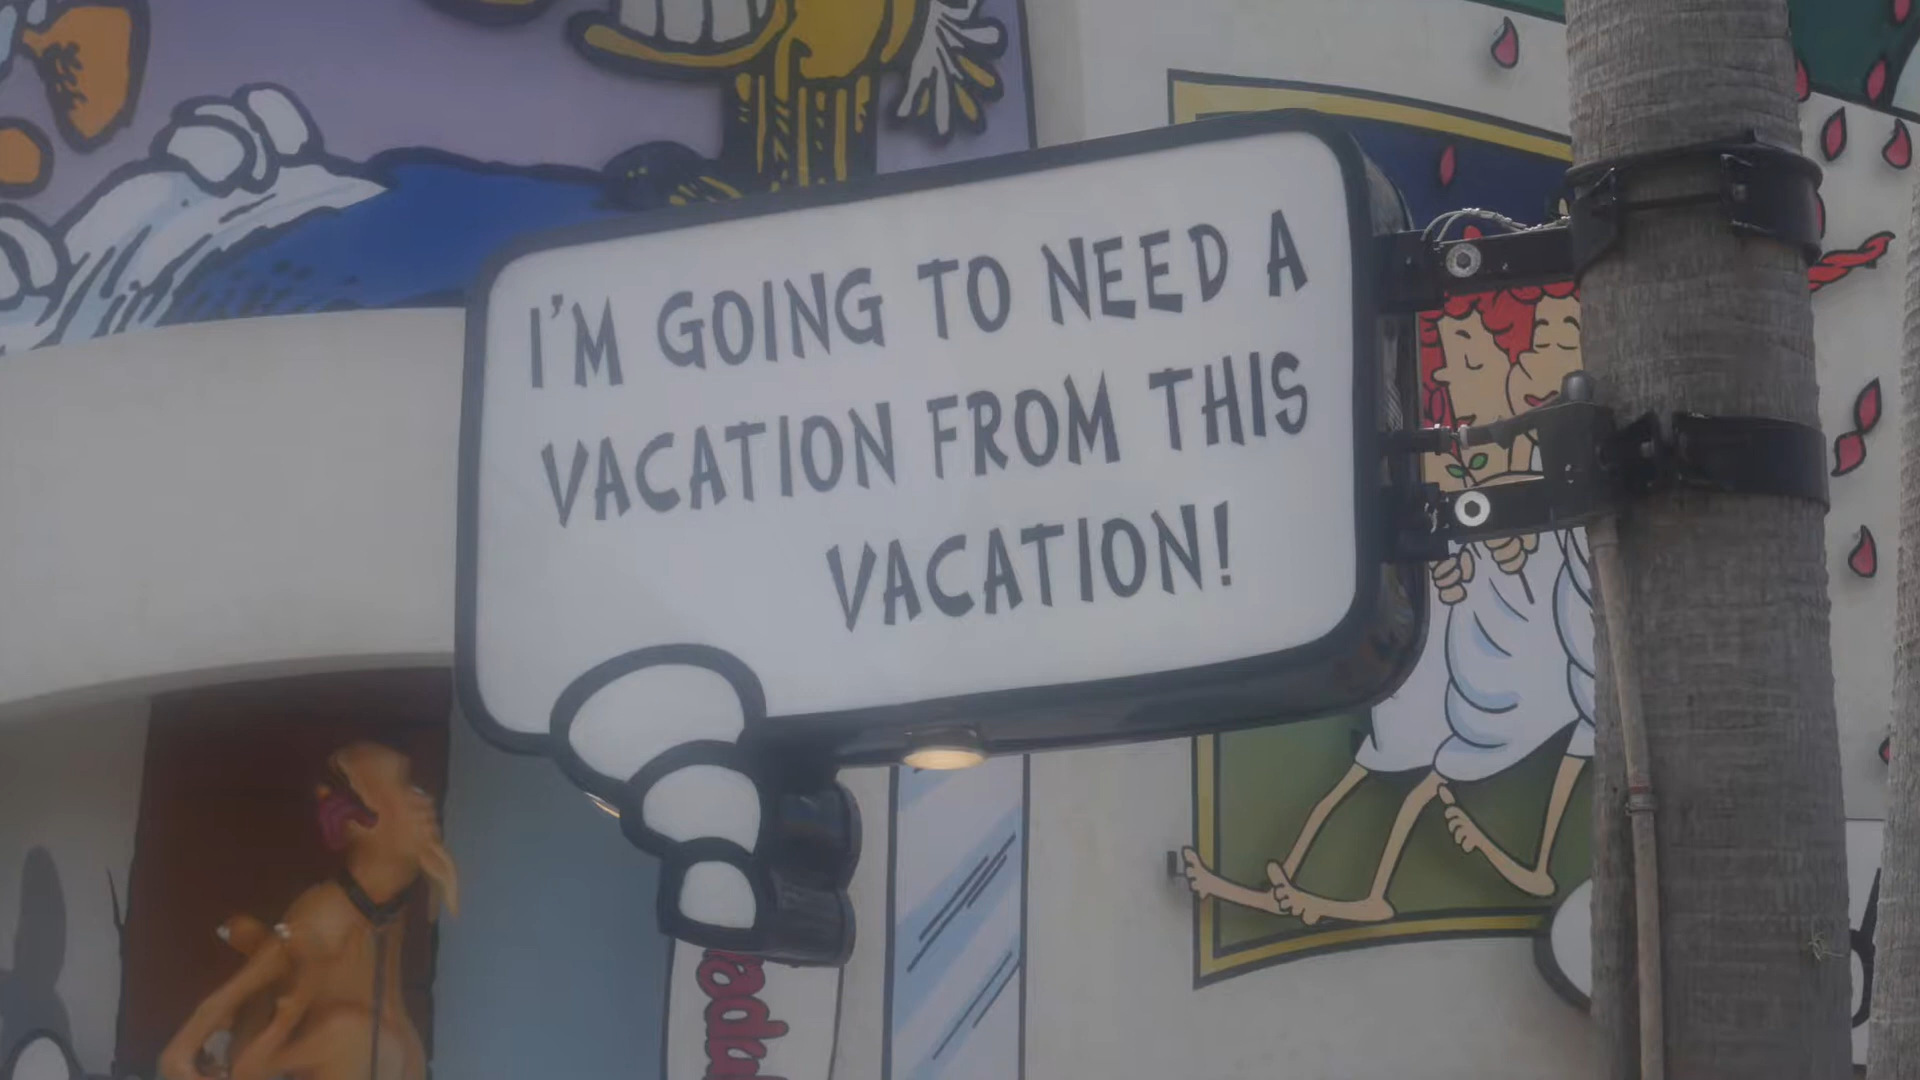 I'M GOING TO NEED A
VACATION FROM THIS
VACATION!